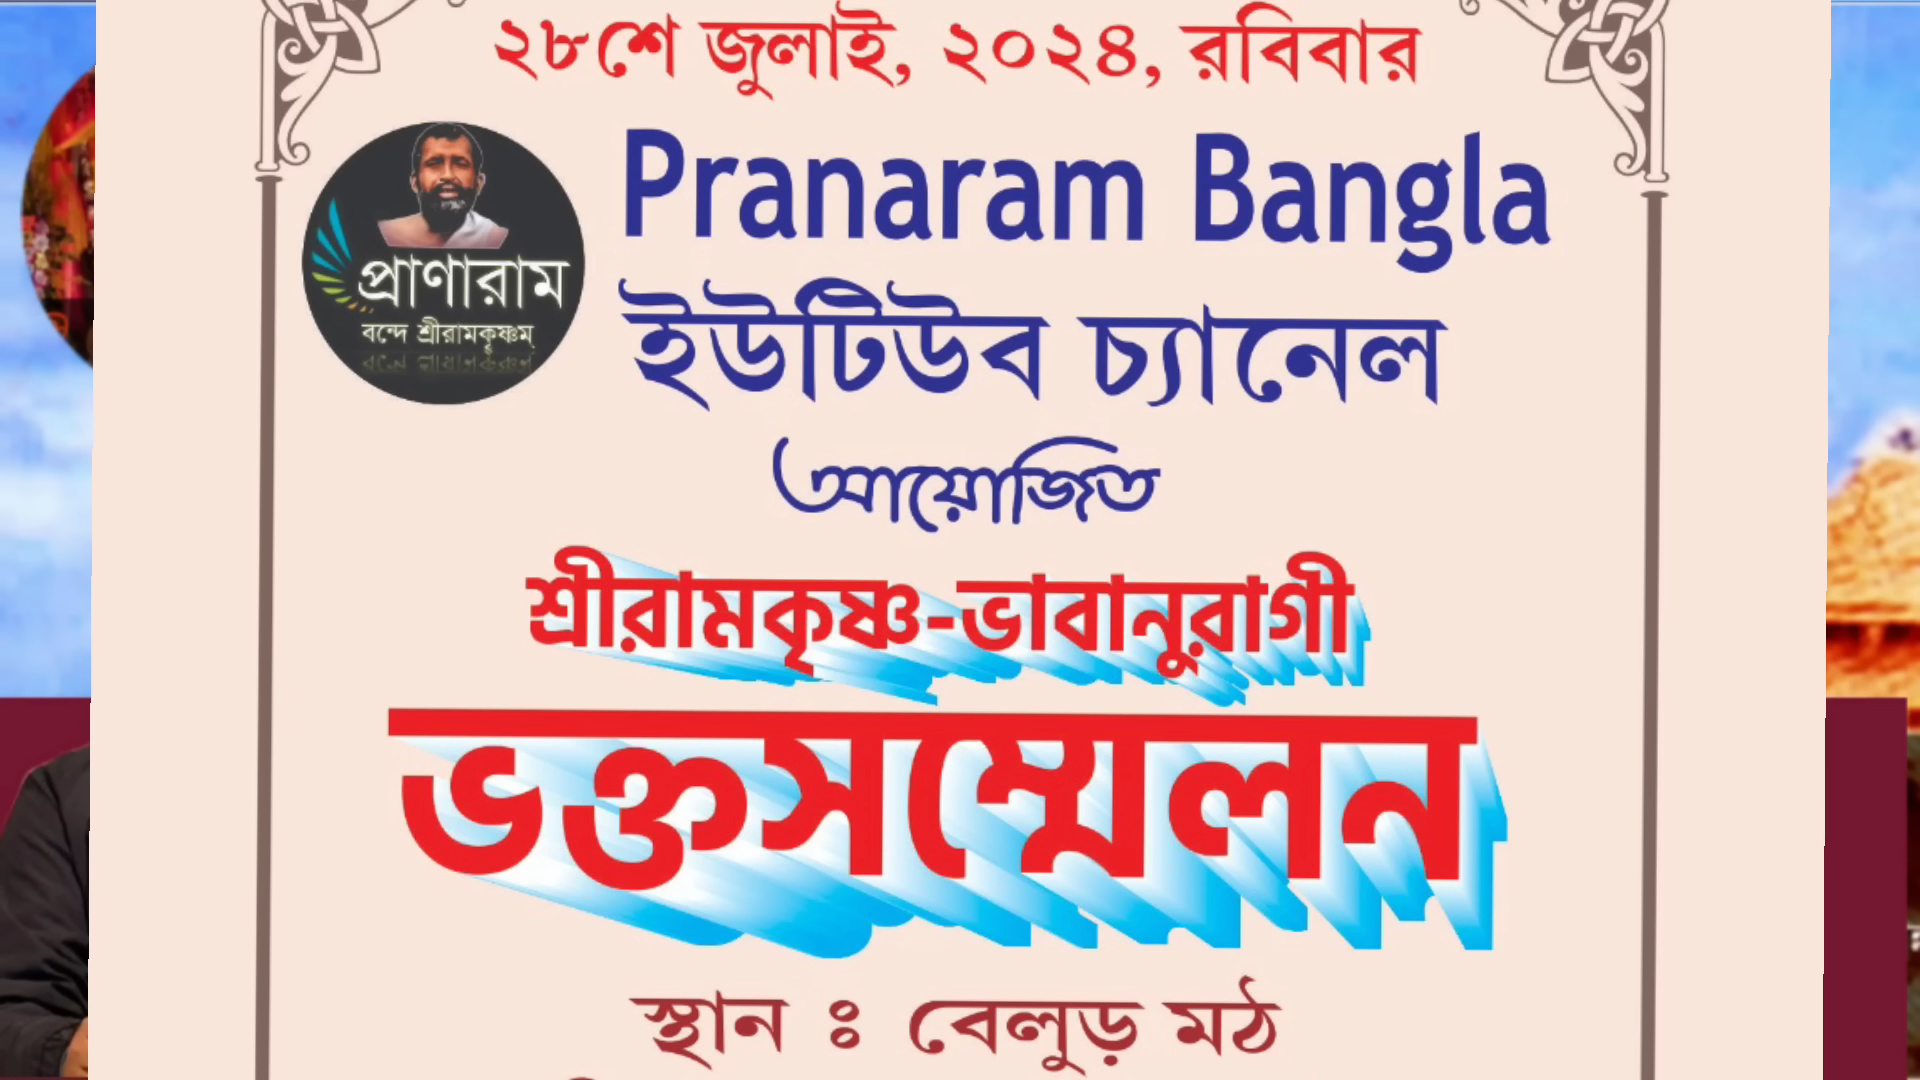 ২৮শে জুলাই, ২০২৪, রবিবার
Pranaram Bangla
প্রাণারাম
বন্দে শ্রীরামকৃষ্ণম্
ইউটিউব চ্যানেল
আয়োজিত
শ্রীরামকৃষ্ণ-ভাবানুরাগী
ভক্তসম্মেলন
স্থান ঃ বেলুড় মঠ